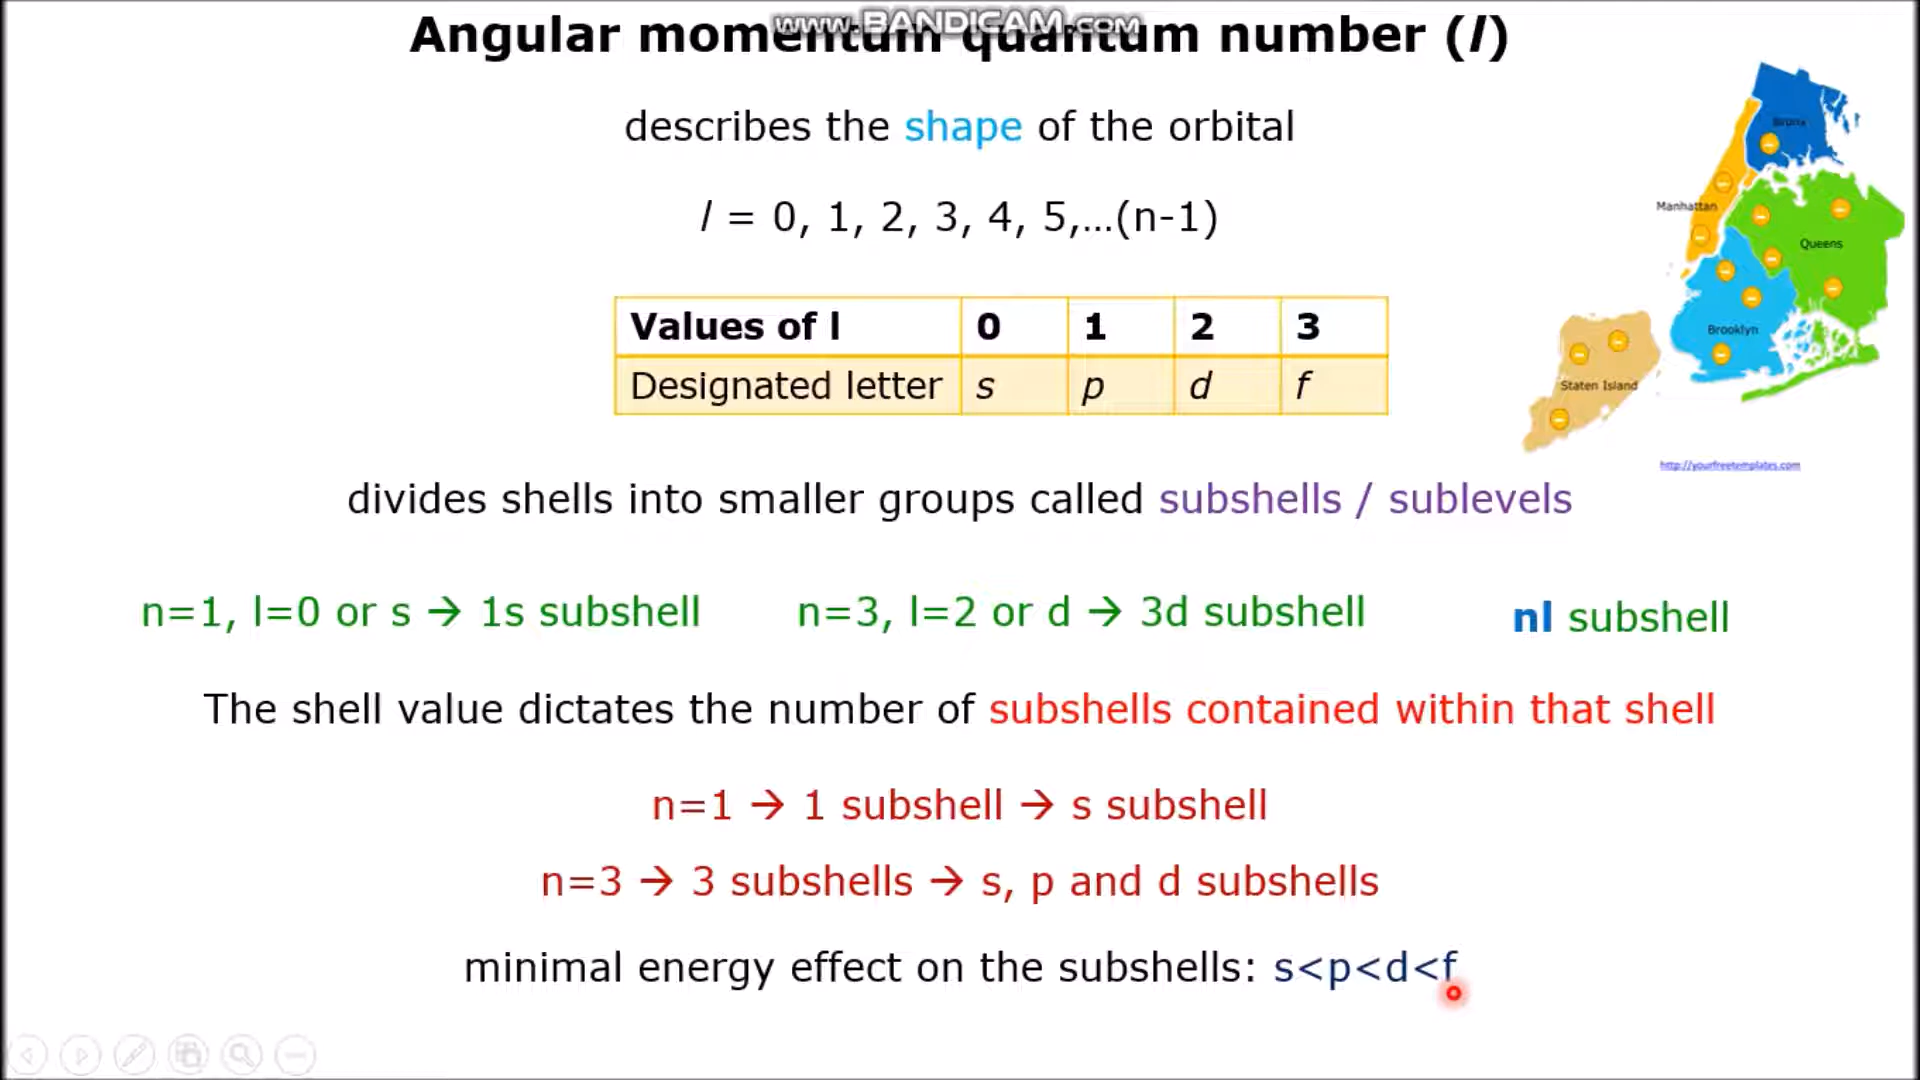 www.BANDICAM.com
Angular momentum quantum number (l)
describes the shape of the orbital
l = 0, 1, 2, 3, 4, 5,...(n-1)
Values of l 0 1 2 3
Designated letter s p d f
Bronx
Manhattan
Queens
Brooklyn
Staten Island
http://yourfreetemplates.com
divides shells into smaller groups called subshells / sublevels
n=1, l=0 or s → 1s subshell
n=3, l=2 or d → 3d subshell
nl subshell
The shell value dictates the number of subshells contained within that shell
n=1 → 1 subshell → s subshell
n=3 → 3 subshells → s, p and d subshells
minimal energy effect on the subshells: s<p<d<f